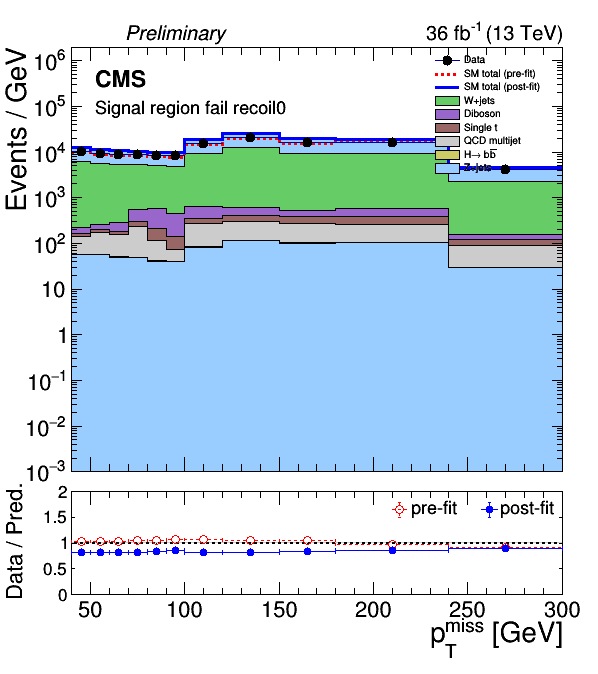 Preliminary 36 fb⁻¹ (13 TeV)
Events / GeV
10⁶
10⁵
10⁴
10³
10²
10
1
10⁻¹
10⁻²
10⁻³
CMS
Signal region fail recoil0
Data
SM total (pre-fit)
SM total (post-fit)
W+jets
Diboson
Single t
QCD multijet
H→ bb̅
Z+jets
Data / Pred.
2
1.5
1
0.5
0
pre-fit post-fit
50 100 150 200 250 300
p_T^miss [GeV]